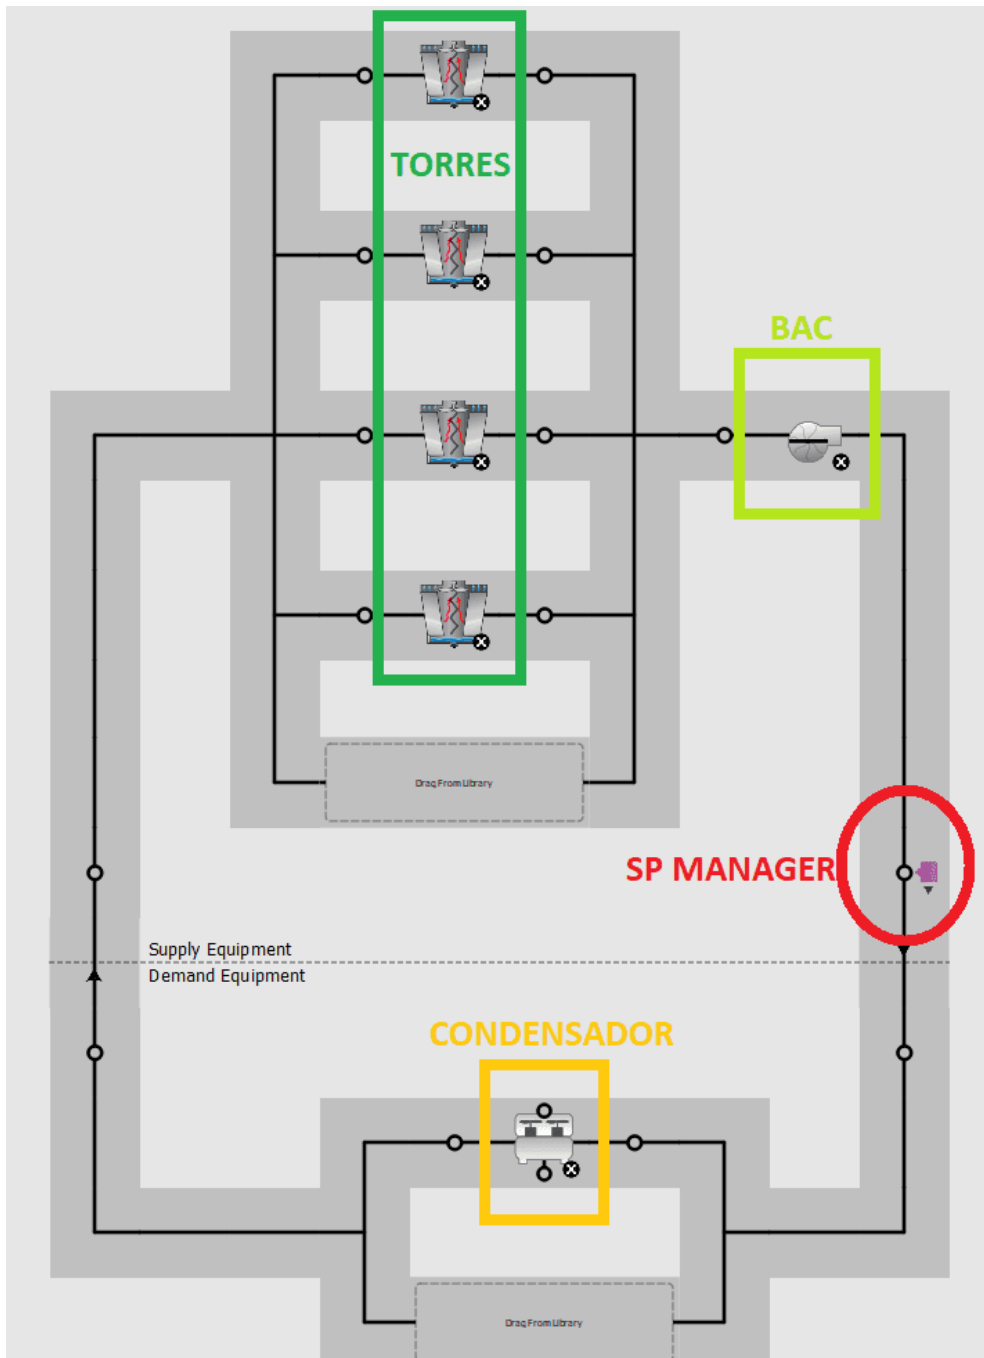 TORRES
BAC
Drag From Library
SP MANAGER
Supply Equipment
Demand Equipment
CONDENSADOR
Drag From Library